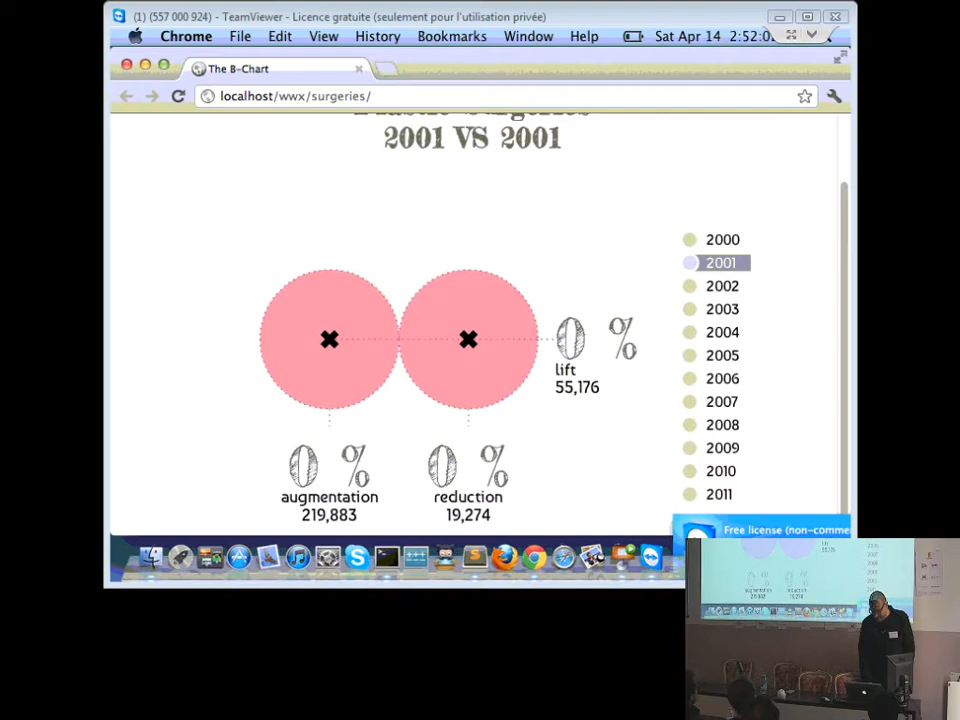 (1) (557 000 924) - TeamViewer - Licence gratuite (seulement pour l'utilisation privée)
Chrome File Edit View History Bookmarks Window Help Sat Apr 14 2:52:0
The B-Chart
localhost/wwx/surgeries/
2001 VS 2001
2000
2001
2002
2003
2004
2005
2006
2007
2008
2009
2010
2011
0 %
lift
55,176
0 %
augmentation
219,883
0 %
reduction
19,274
Free license (non-comme